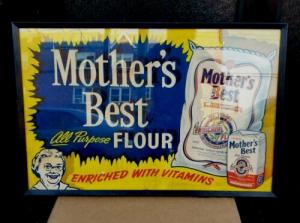 Mother's
Best
All Purpose FLOUR
ENRICHED WITH VITAMINS
Mother's
Best
Mother's
Best